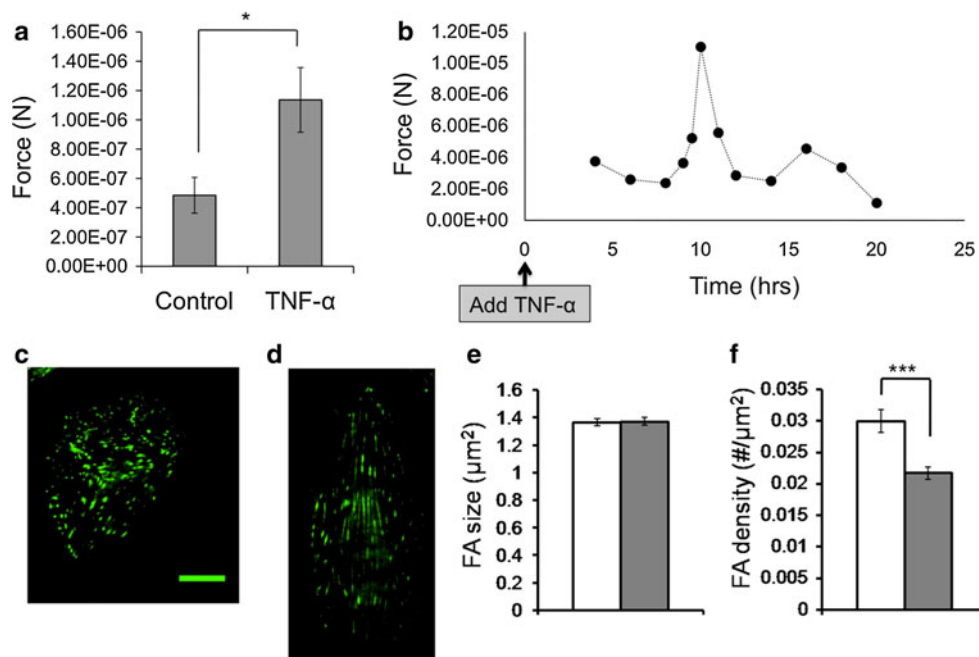 a
*
1.60E-06
1.40E-06
1.20E-06
1.00E-06
8.00E-07
6.00E-07
4.00E-07
2.00E-07
0.00E+00
Force (N)
Control TNF-α
b
1.20E-05
1.00E-05
8.00E-06
6.00E-06
4.00E-06
2.00E-06
0.00E+00
Force (N)
0 5 10 15 20 25
Time (hrs)
Add TNF-α
c
d
e
1.6
1.4
1.2
1
0.8
0.6
0.4
0.2
0
FA size (μm²)
f
***
0.035
0.03
0.025
0.02
0.015
0.01
0.005
0
FA density (#/μm²)